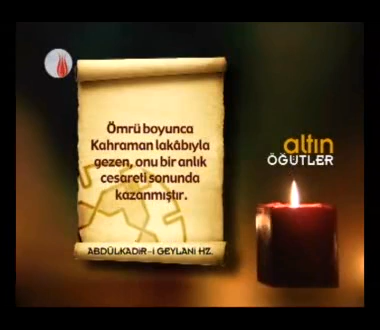 Ömrü boyunca
Kahraman lakâbıyla
gezen, onu bir anlık
cesareti sonunda
kazanmıştır.
ABDÜLKADİR-İ GEYLANİ HZ.
altın
ÖĞÜTLER